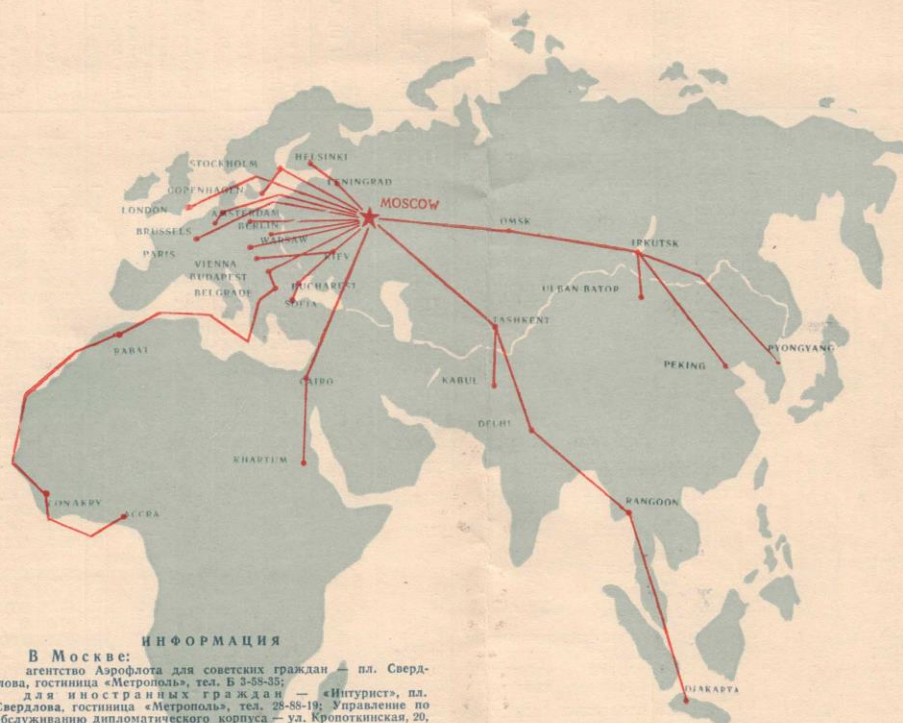 STOCKHOLM
HELSINKI
LENINGRAD
COPENHAGEN
MOSCOW
LONDON
AMSTERDAM
OMSK
BRUSSELS
BERLIN
WARSAW
IRKUTSK
PARIS
KIEV
VIENNA
BUDAPEST
BUCHAREST
ULBAN-BATOR
BELGRADE
SOFIA
TASHKENT
RABAT
PYONGYANG
PEKING
CAIRO
KABUL
DELHI
KHARTUM
CONAKRY
RANGOON
ACCRA
DJAKARTA
ИНФОРМАЦИЯ
В Москве:
агентство Аэрофлота для советских граждан — пл. Сверд-
лова, гостиница «Метрополь», тел. Б 3-58-35;
для иностранных граждан — «Интурист», пл.
Свердлова, гостиница «Метрополь», тел. 28-88-19; Управление по
обслуживанию дипломатического корпуса — ул. Кропоткинская, 20,